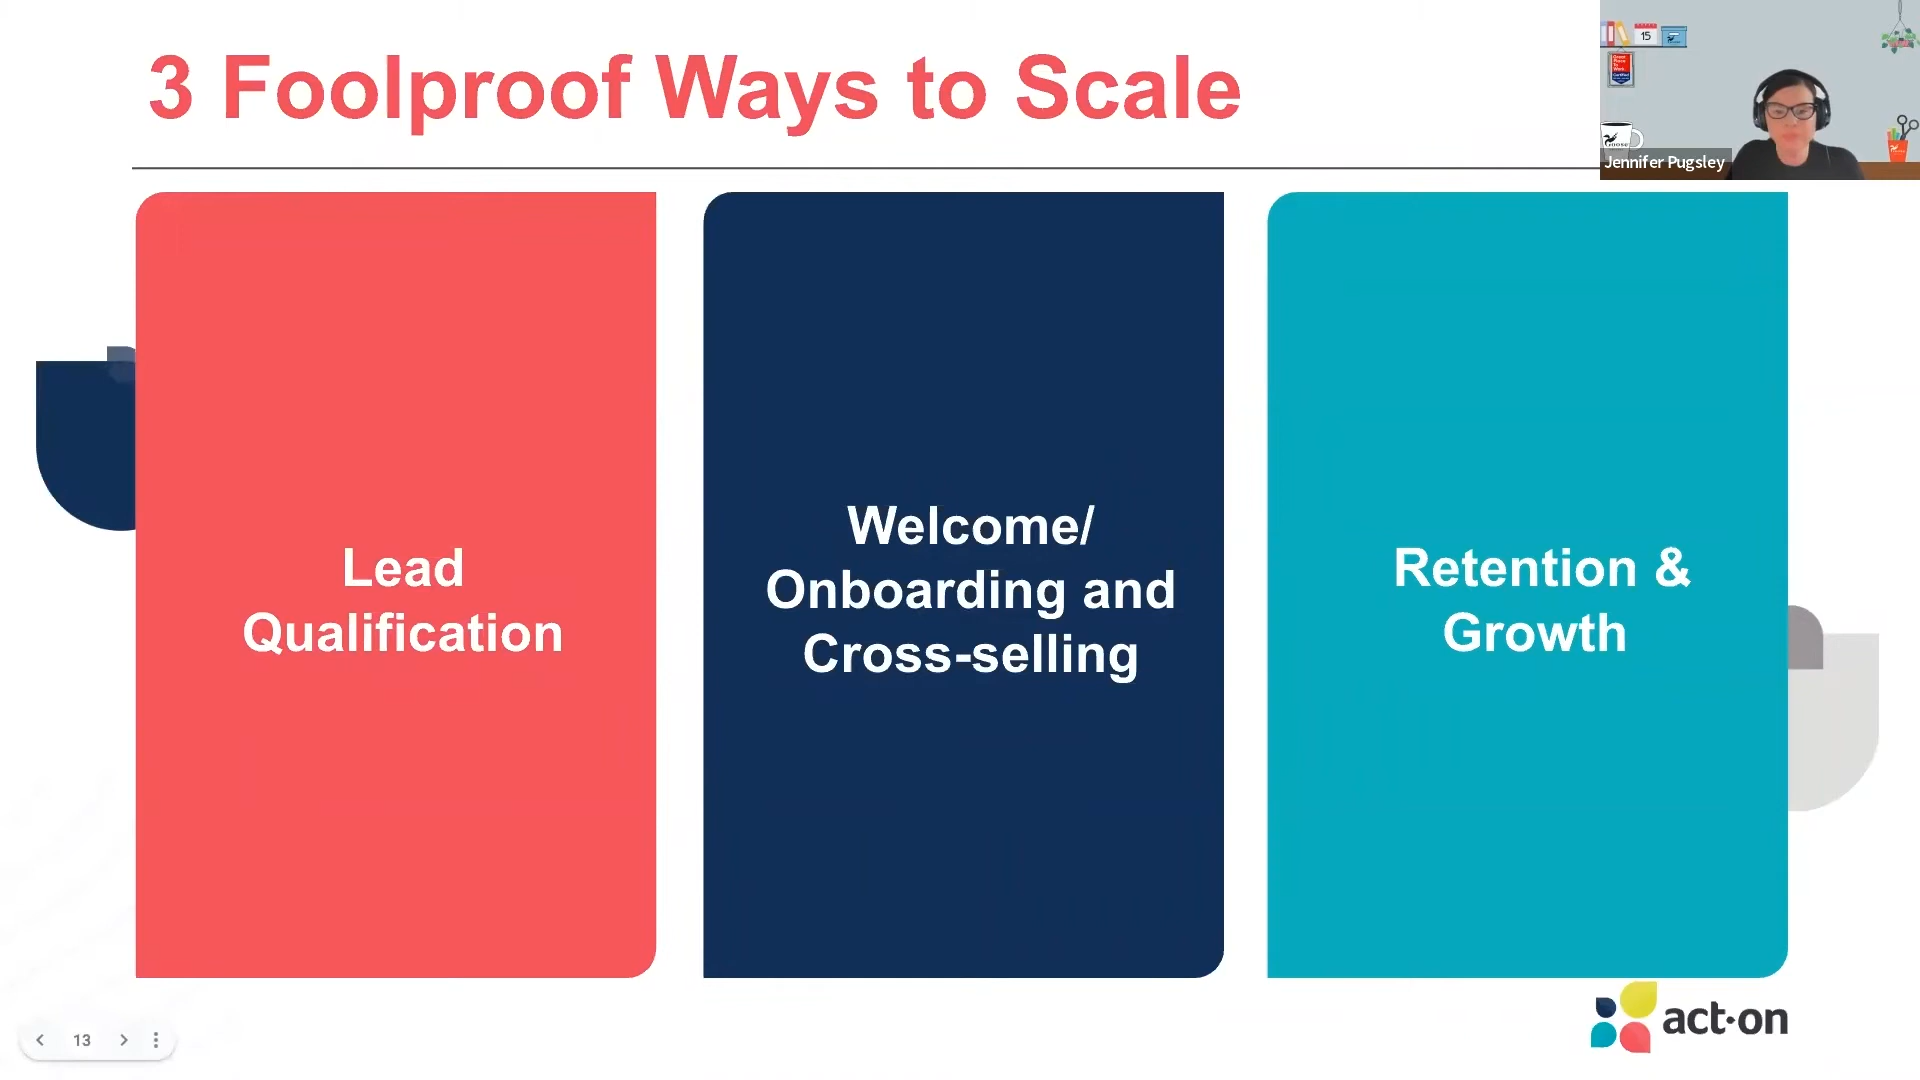 3 Foolproof Ways to Scale
15
Jennifer Pugsley
Lead
Qualification
Welcome/
Onboarding and
Cross-selling
Retention &
Growth
act-on
13